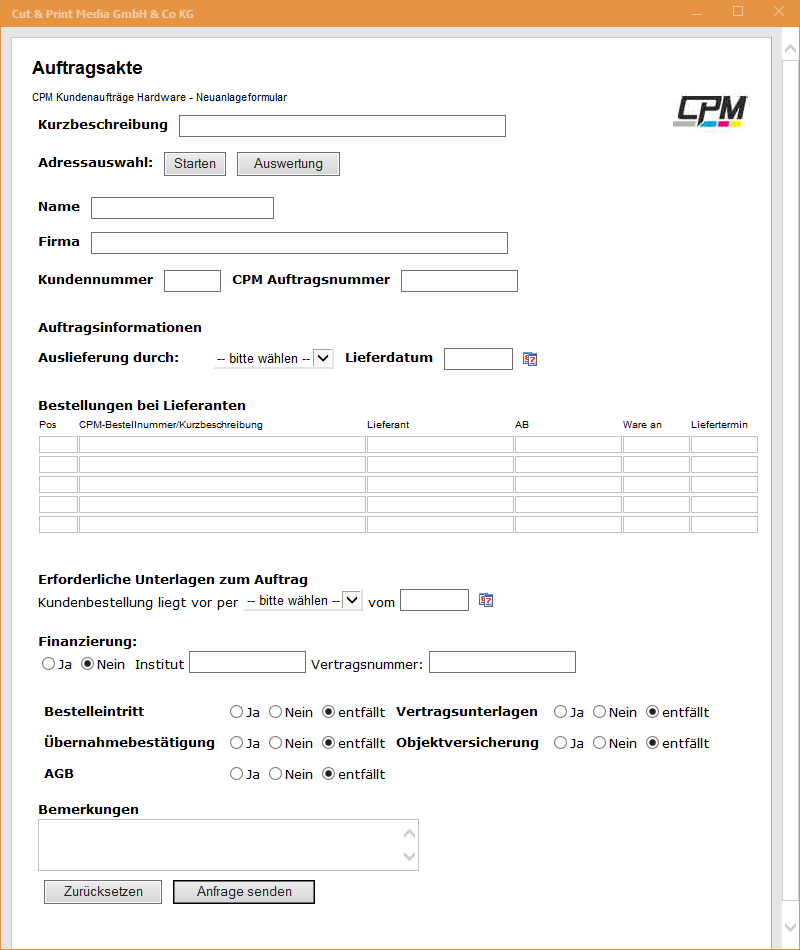 Cut & Print Media GmbH & Co KG
Auftragsakte
CPM Kundenaufträge Hardware - Neuanlageformular
CPM
Kurzbeschreibung
Adressauswahl: Starten Auswertung
Name
Firma
Kundennummer CPM Auftragsnummer
Auftragsinformationen
Auslieferung durch: -- bitte wählen -- Lieferdatum
Bestellungen bei Lieferanten
Pos CPM-Bestellnummer/Kurzbeschreibung Lieferant AB Ware an Liefertermin
Erforderliche Unterlagen zum Auftrag
Kundenbestellung liegt vor per -- bitte wählen -- vom
Finanzierung:
Ja Nein Institut Vertragsnummer:
Bestelleintritt Ja Nein entfällt Vertragsunterlagen Ja Nein entfällt
Übernahmebestätigung Ja Nein entfällt Objektversicherung Ja Nein entfällt
AGB Ja Nein entfällt
Bemerkungen
Zurücksetzen Anfrage senden